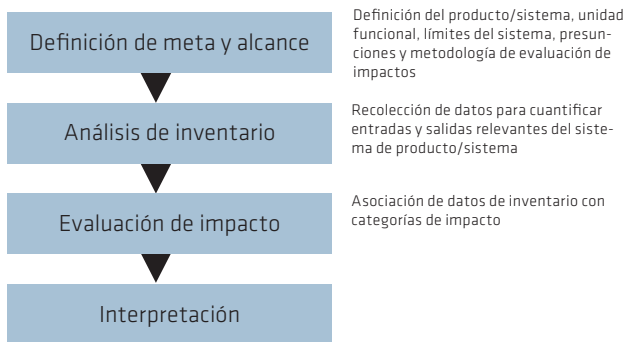 Definición de meta y alcance
Definición del producto/sistema, unidad
funcional, límites del sistema, presun-
ciones y metodología de evaluación de
impactos
Análisis de inventario
Recolección de datos para cuantificar
entradas y salidas relevantes del siste-
ma de producto/sistema
Evaluación de impacto
Asociación de datos de inventario con
categorías de impacto
Interpretación